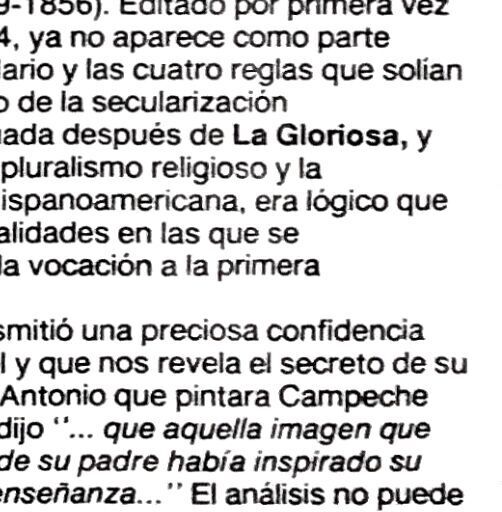 9-1856). Editado por primera vez
4, ya no aparece como parte
lario y las cuatro reglas que solían
o de la secularización
uada después de La Gloriosa, y
pluralismo religioso y la
ispanoamericana, era lógico que
alidades en las que se
la vocación a la primera
smitió una preciosa confidencia
l y que nos revela el secreto de su
Antonio que pintara Campeche
dijo "... que aquella imagen que
de su padre había inspirado su
enseñanza..." El análisis no puede